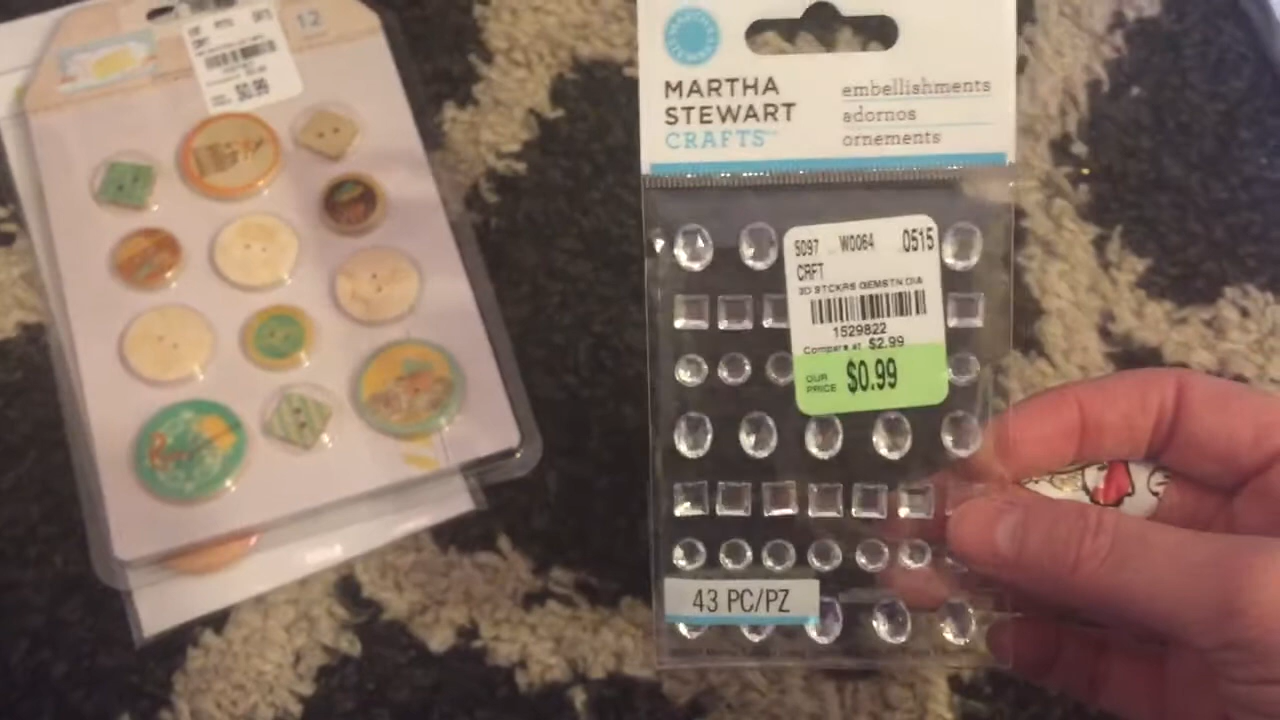 12
$0.99
MARTHA
STEWART
CRAFTS™
embellishments
adornos
ornements
5097 W0064 0515
CRFT
3D STCKRS GEMSTN DIA
1529822
Compare at $2.99
OUR
PRICE $0.99
43 PC/PZ